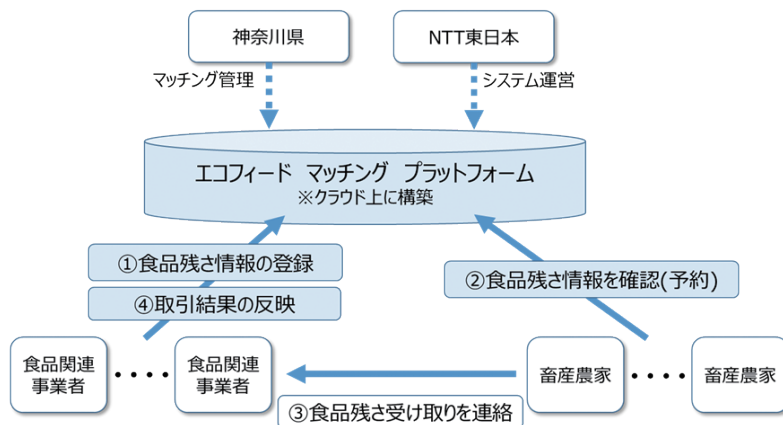 神奈川県
NTT東日本
マッチング管理
システム運営
エコフィード マッチング プラットフォーム
※クラウド上に構築
①食品残さ情報の登録
②食品残さ情報を確認(予約)
④取引結果の反映
食品関連
事業者
食品関連
事業者
畜産農家
畜産農家
③食品残さ受け取りを連絡